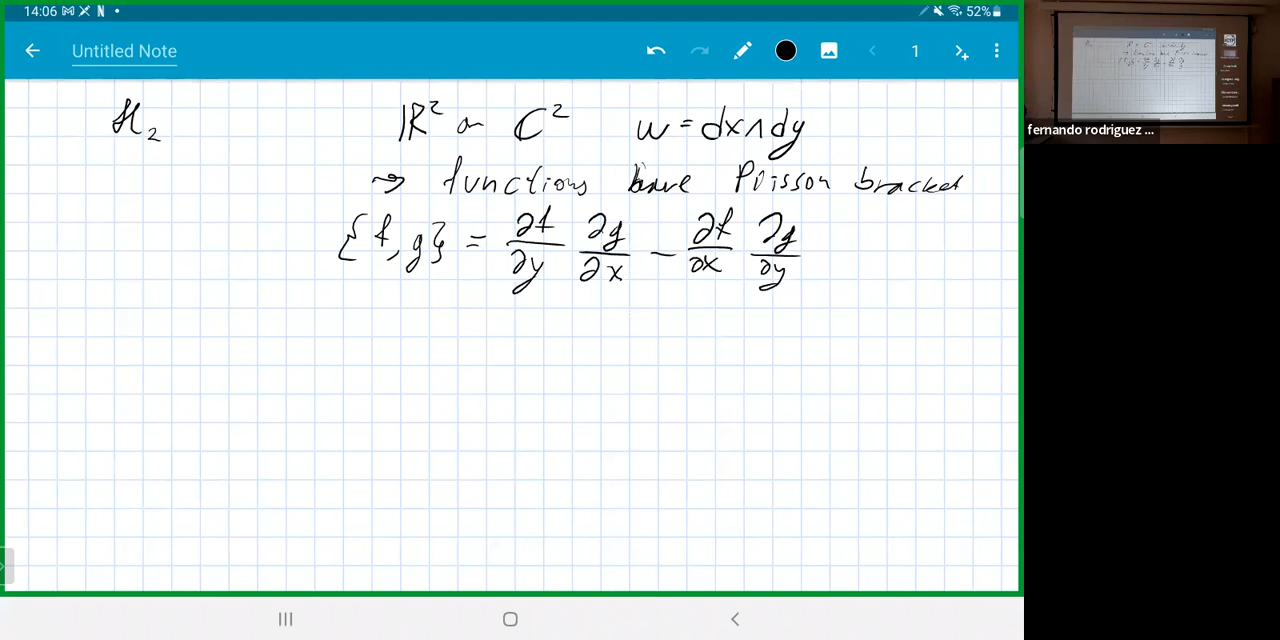 14:06 52%
Untitled Note 1
ℋ₂ ℝ² or ℂ² ω = dx∧dy
→ functions have Poisson bracket
{f, g} = ∂f/∂y ∂g/∂x − ∂f/∂x ∂g/∂y
fernando rodriguez ...